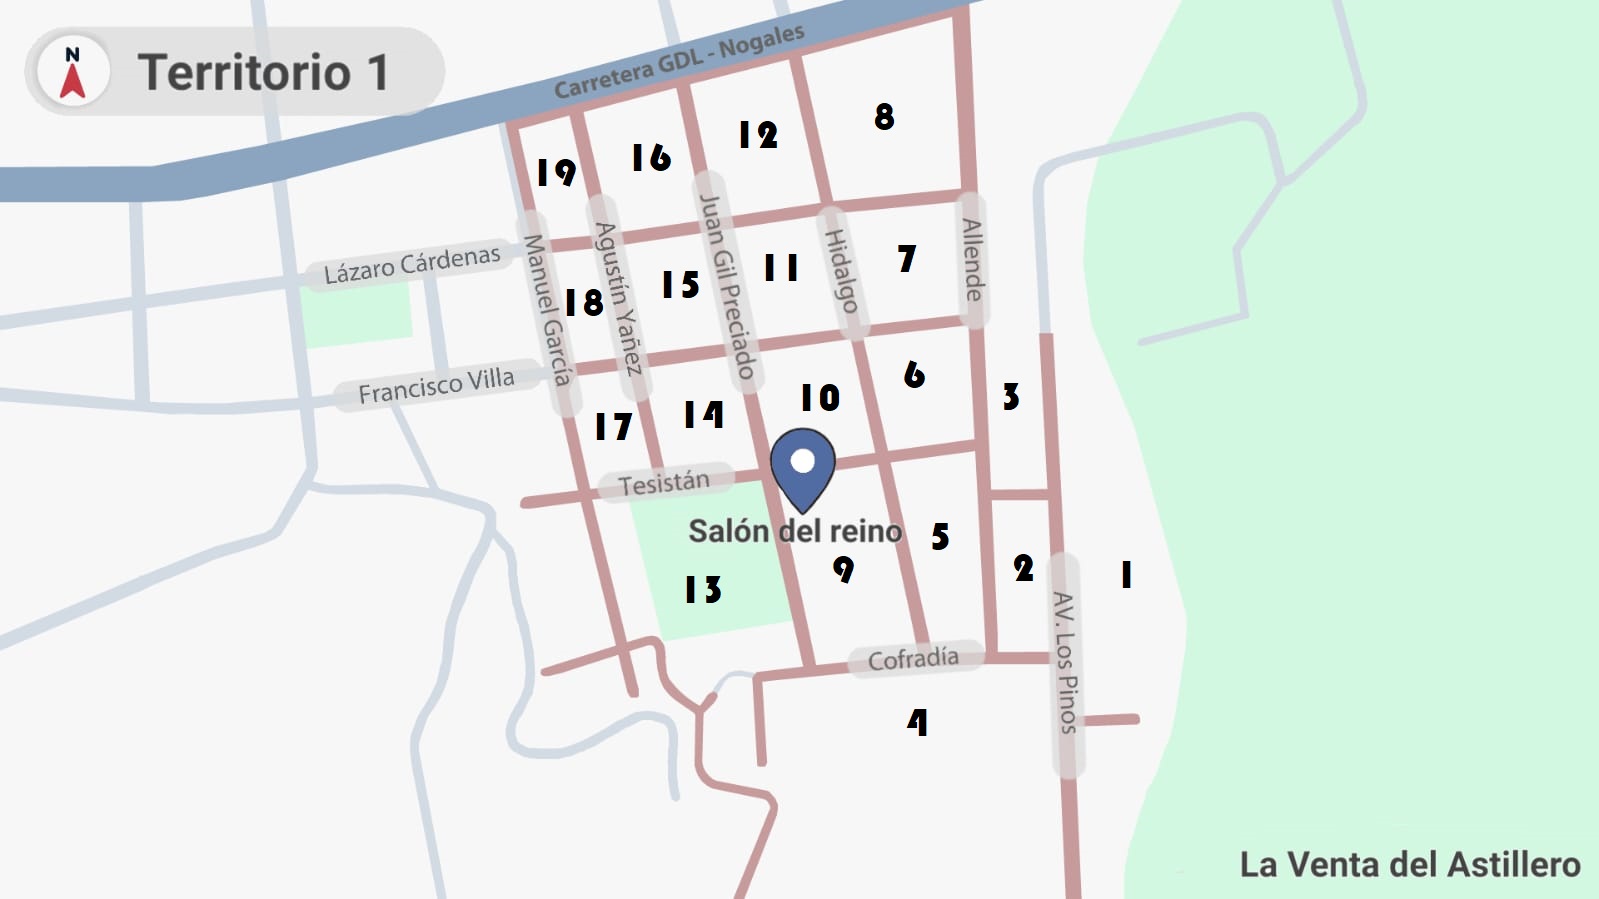 N
Territorio 1
Carretera GDL - Nogales
8
12
16
19
Lázaro Cárdenas
Manuel García
Agustín Yañez
Juan Gil Preciado
Hidalgo
Allende
7
11
15
18
Francisco Villa
6
3
10
14
17
Tesistán
Salón del reino
5
9
2
1
13
AV. Los Pinos
Cofradía
4
La Venta del Astillero